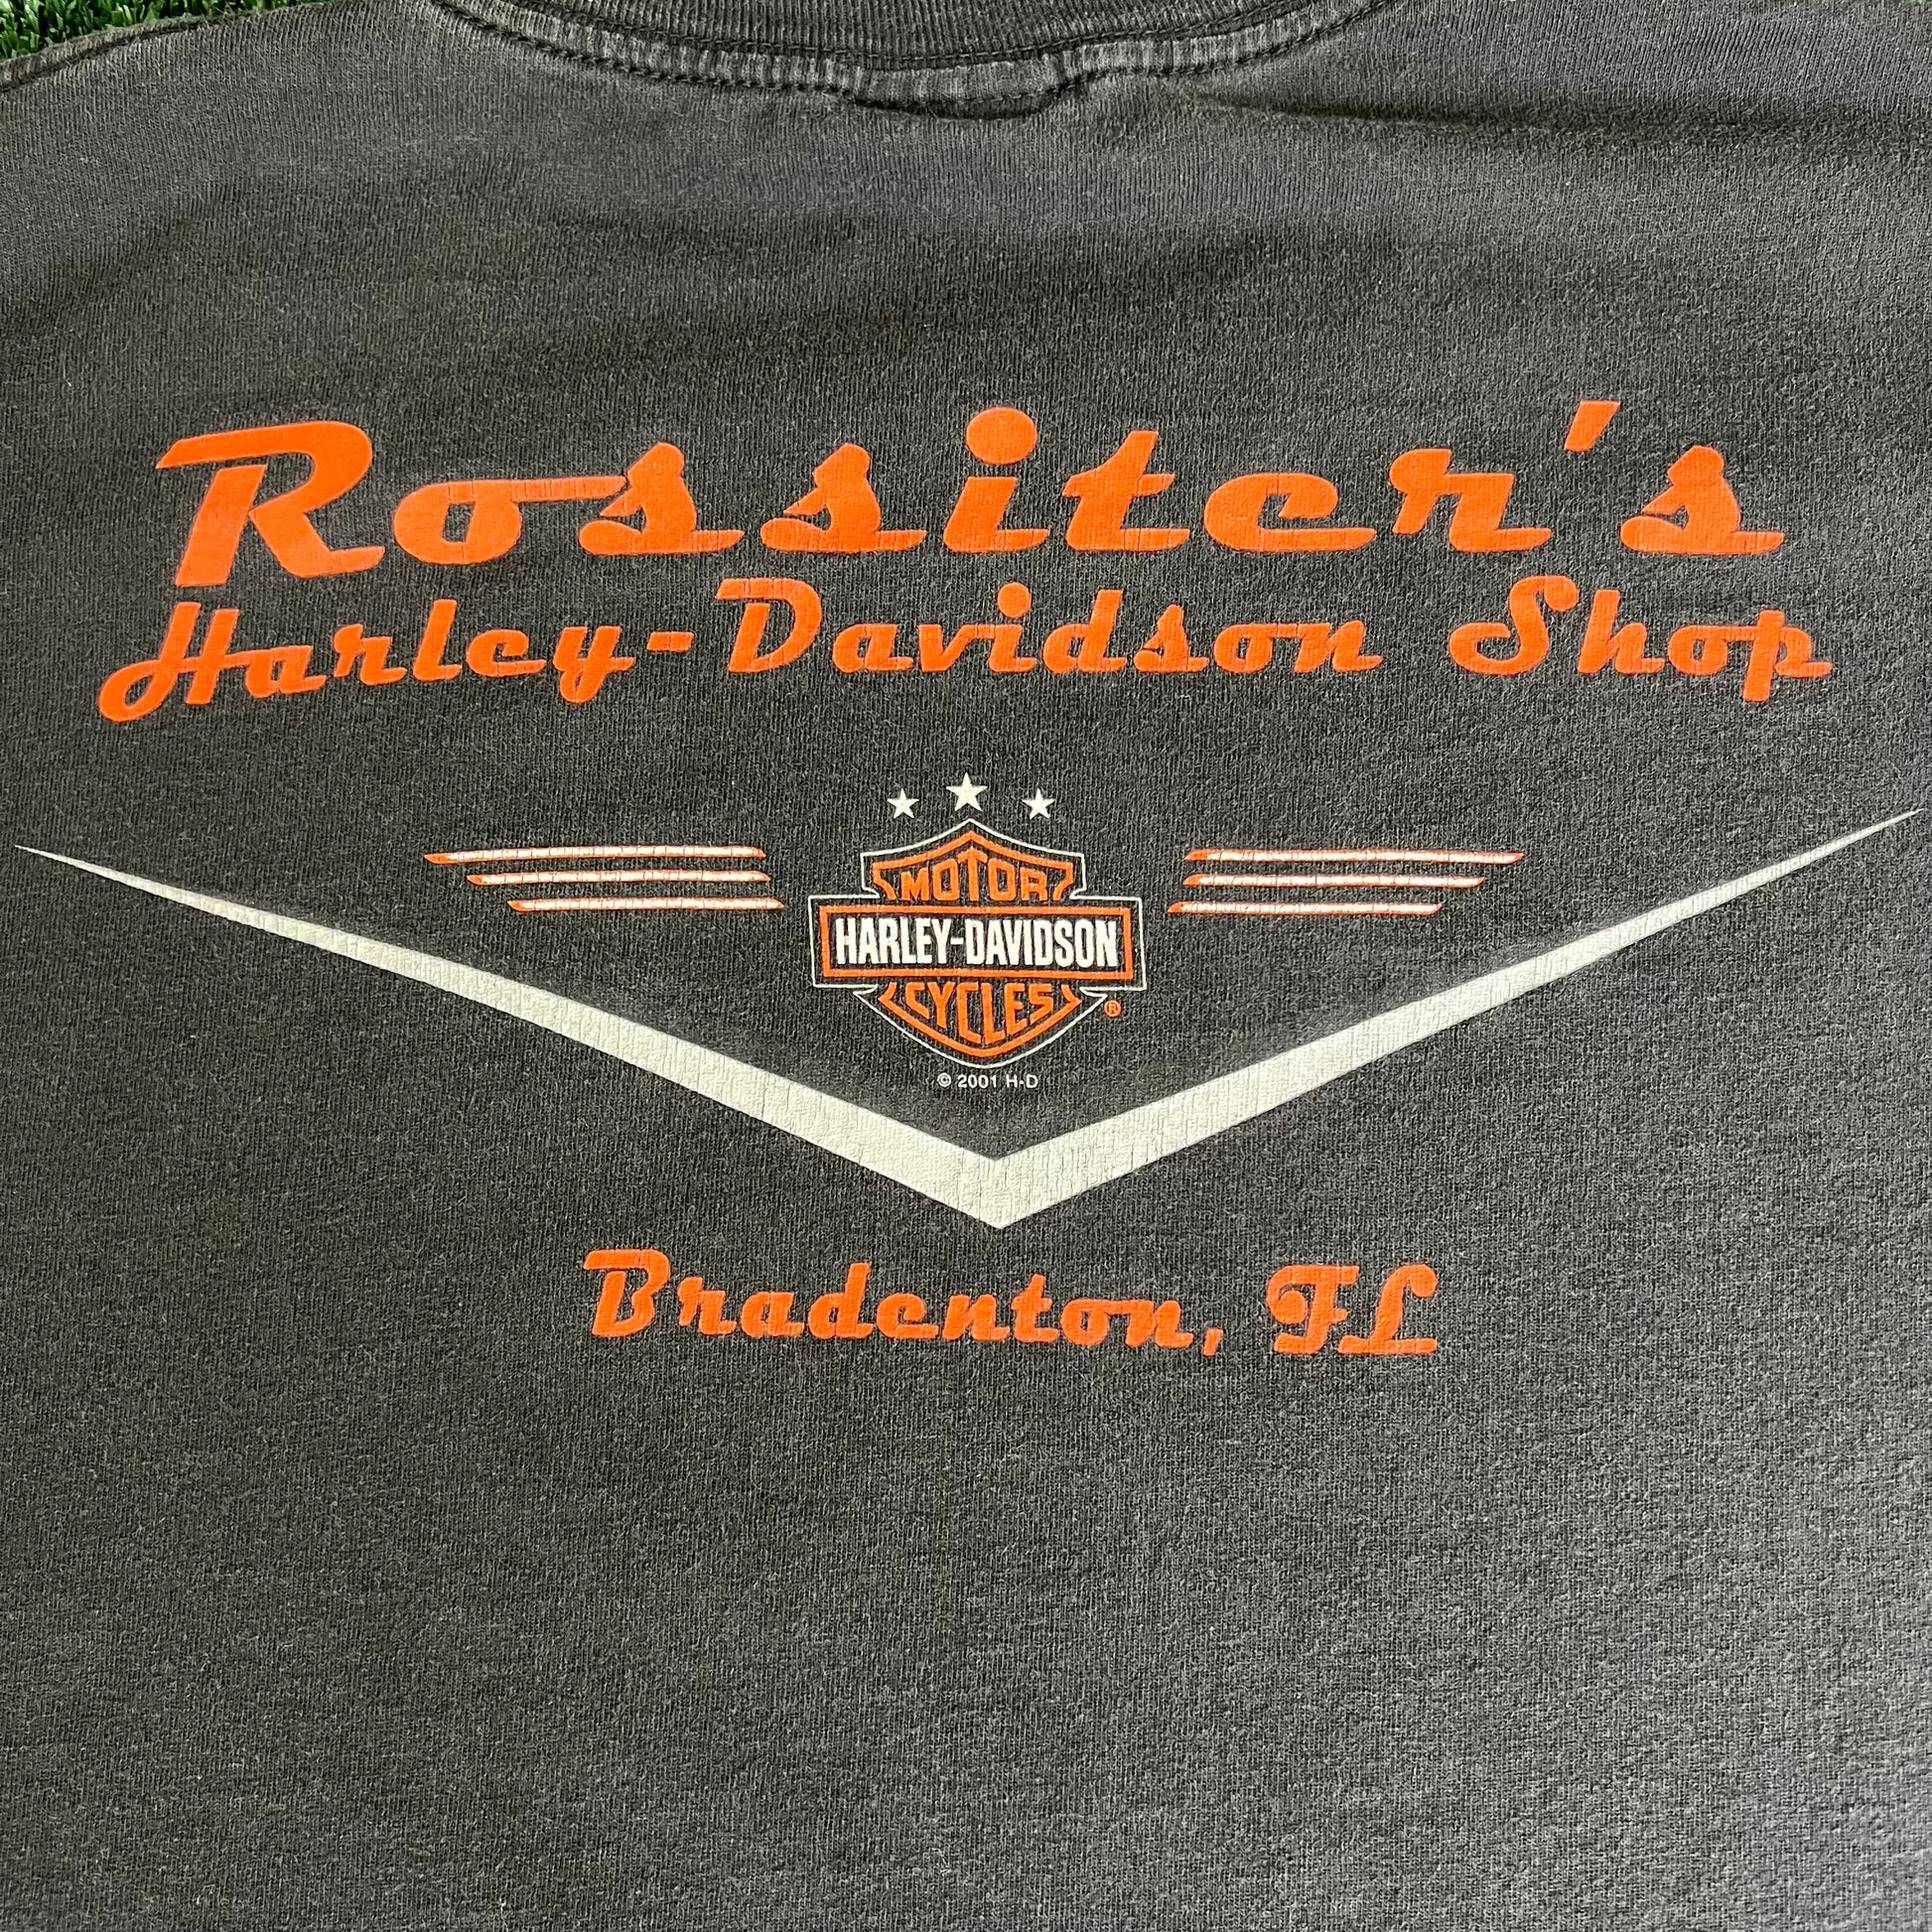 Rossiter's
Harley-Davidson Shop
MOTOR
HARLEY-DAVIDSON
CYCLES
®
© 2001 H-D
Bradenton, FL